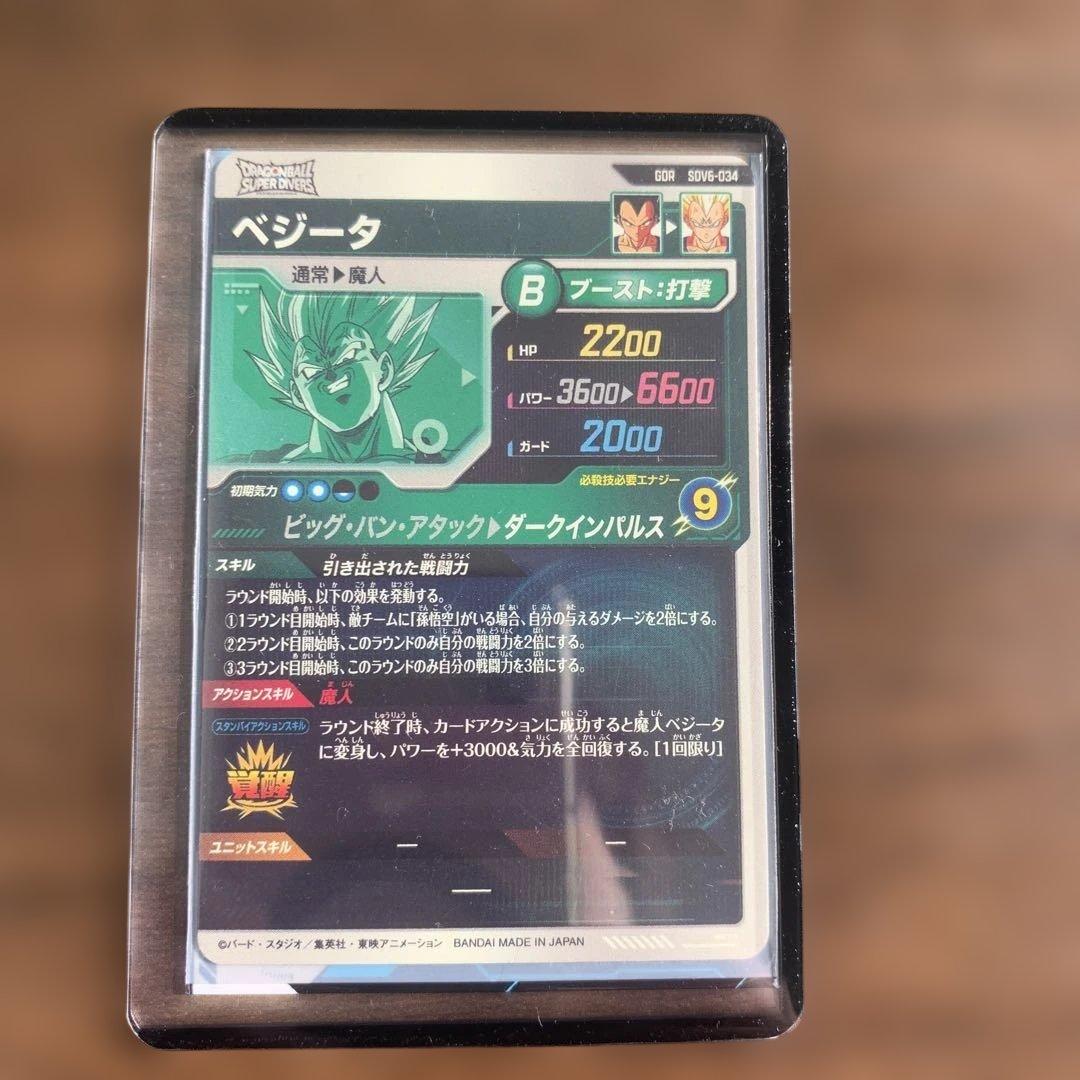 DRAGONBALL
SUPER DIVERS
GDR SDV6-034
ベジータ
通常▶魔人
B ブースト:打撃
HP 2200
パワー 3600▶6600
ガード 2000
初期気力
必殺技必要エナジー
9
ビッグ・バン・アタック▶ダークインパルス
スキル 引き出された戦闘力
ラウンド開始時、以下の効果を発動する。
①1ラウンド目開始時、敵チームに「孫悟空」がいる場合、自分の与えるダメージを2倍にする。
②2ラウンド目開始時、このラウンドのみ自分の戦闘力を2倍にする。
③3ラウンド目開始時、このラウンドのみ自分の戦闘力を3倍にする。
アクションスキル 魔人
スタンバイアクションスキル
ラウンド終了時、カードアクションに成功すると魔人ベジータ
に変身し、パワーを+3000&気力を全回復する。[1回限り]
覚醒
ユニットスキル ー ー
ー
©バード・スタジオ/集英社・東映アニメーション BANDAI MADE IN JAPAN